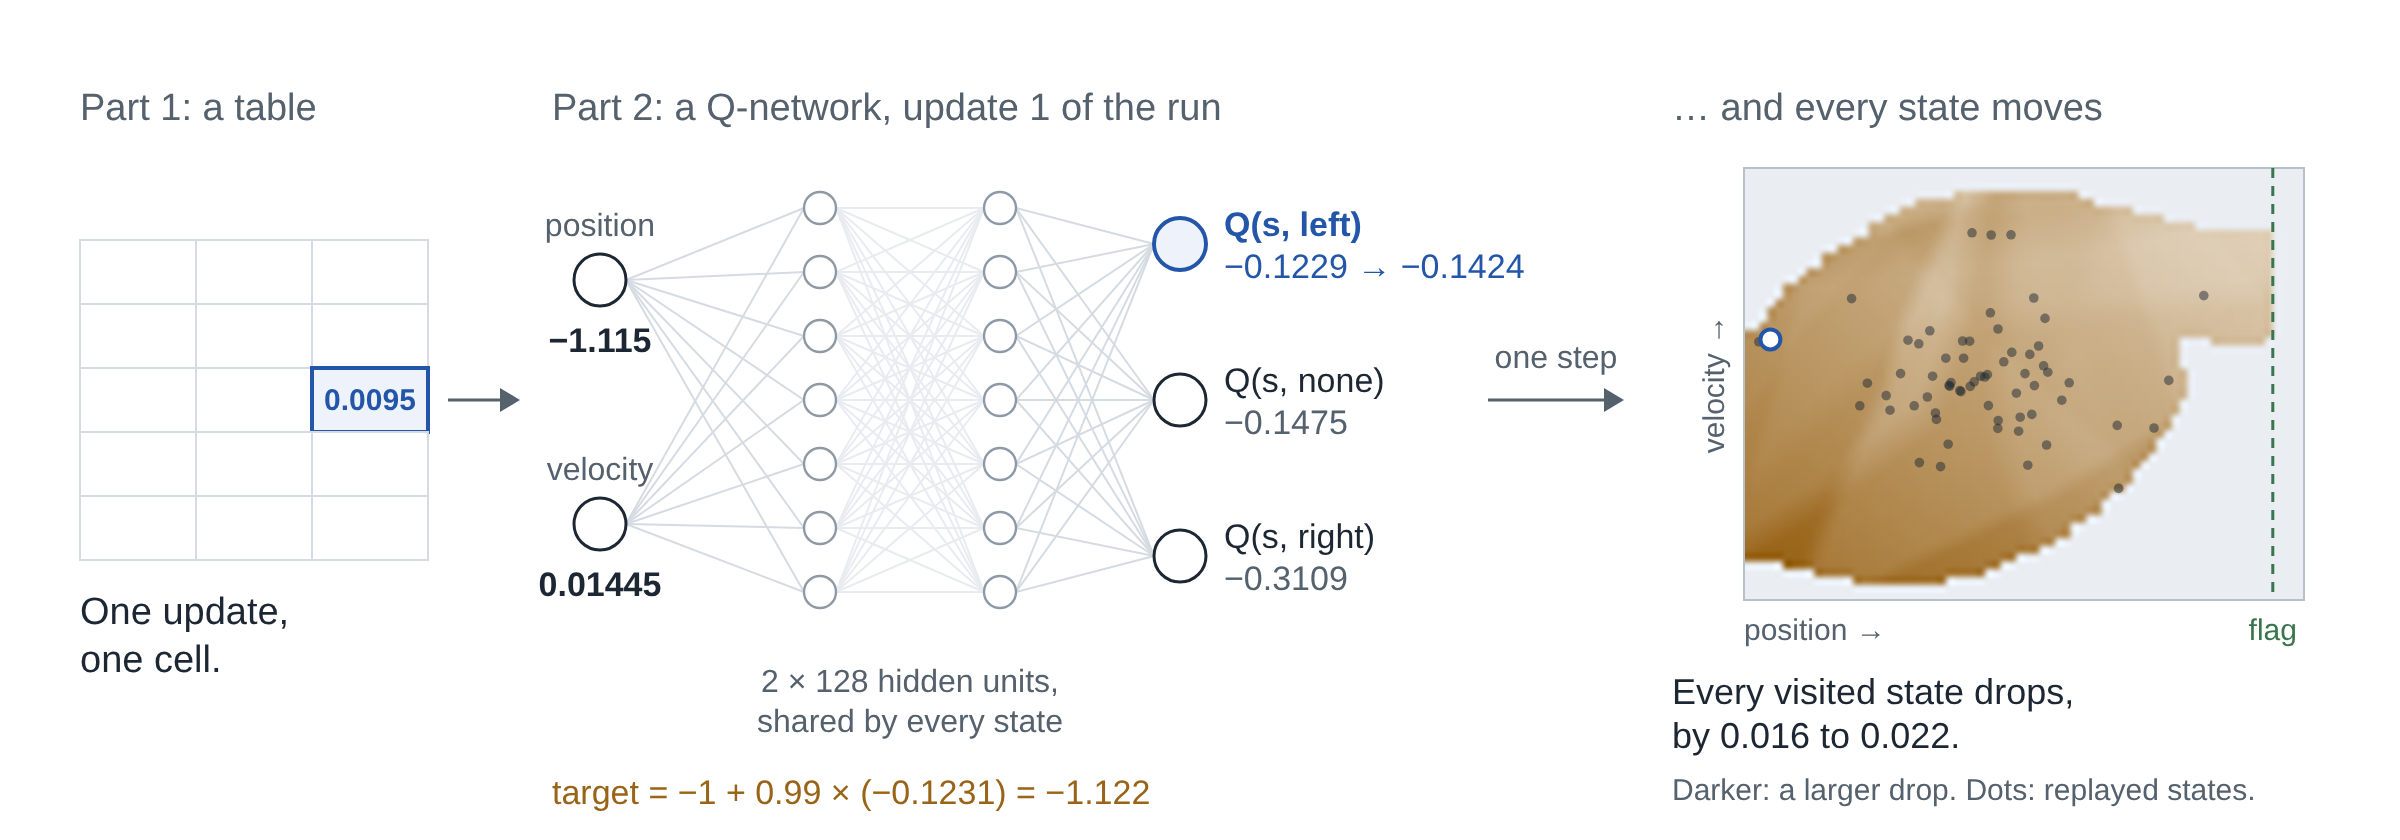 Part 1: a table
0.0095
One update,
one cell.
Part 2: a Q-network, update 1 of the run
position
−1.115
velocity
0.01445
Q(s, left)
−0.1229 → −0.1424
Q(s, none)
−0.1475
Q(s, right)
−0.3109
2 × 128 hidden units,
shared by every state
target = −1 + 0.99 × (−0.1231) = −1.122
one step
… and every state moves
velocity →
position →
flag
Every visited state drops,
by 0.016 to 0.022.
Darker: a larger drop. Dots: replayed states.